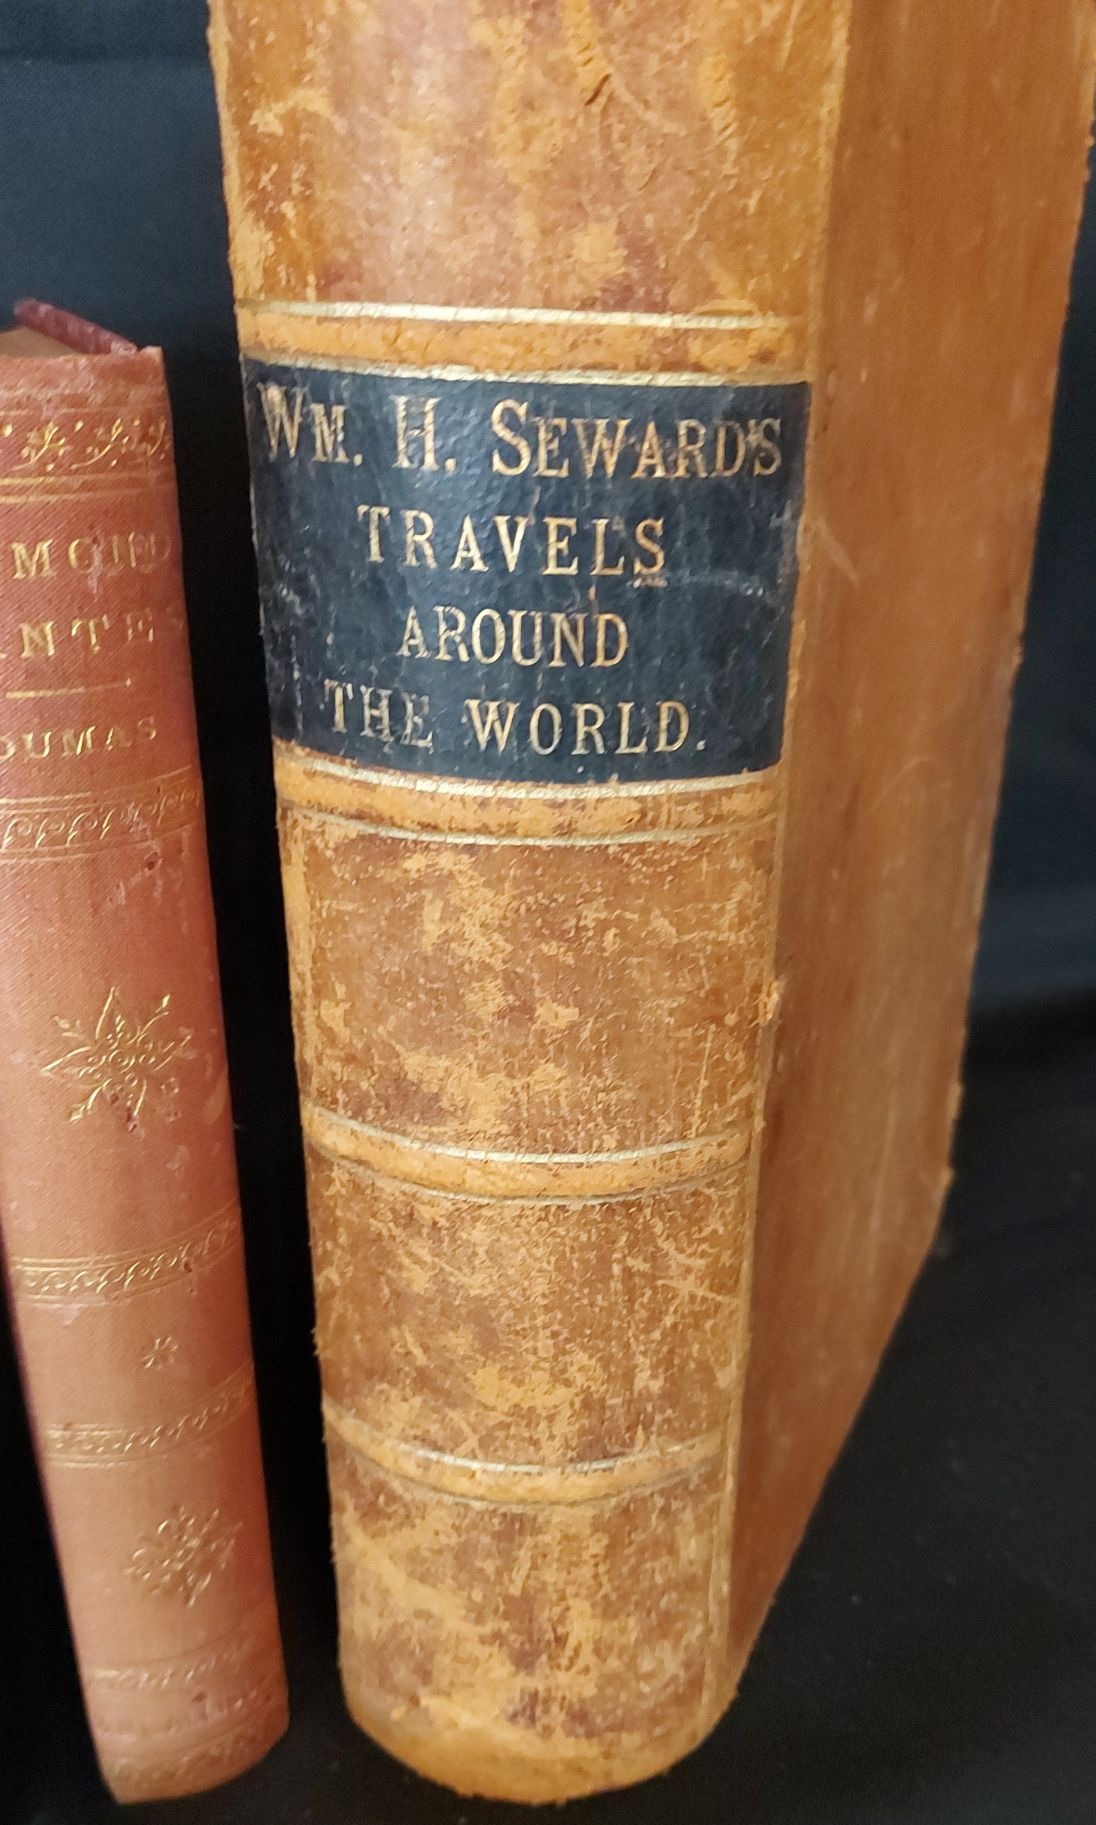 DUMAS
WM. H. SEWARD'S
TRAVELS
AROUND
THE WORLD.